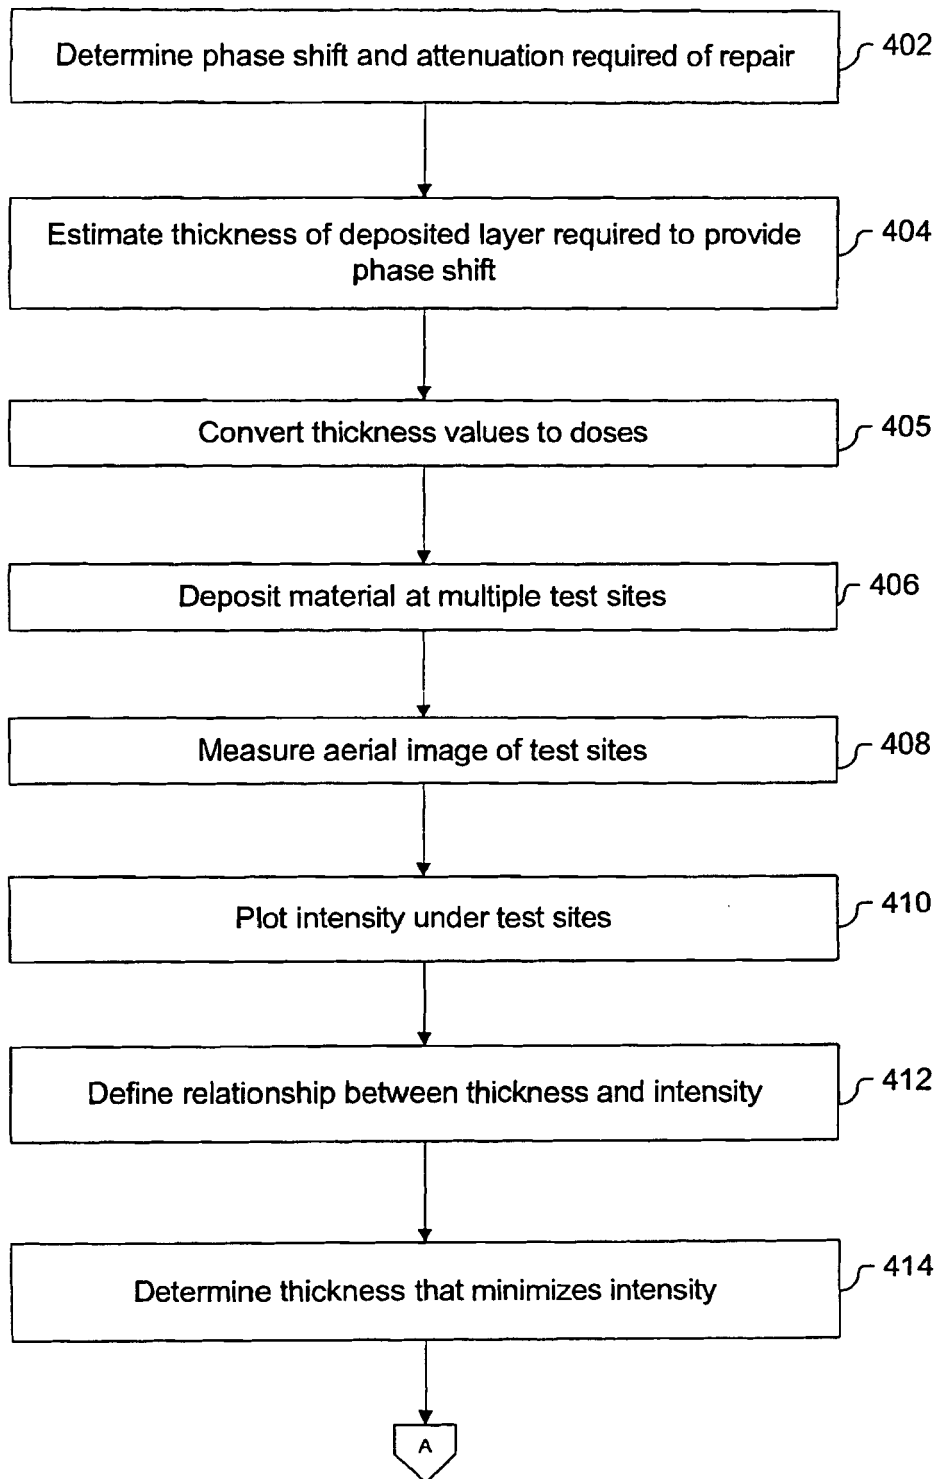 Determine phase shift and attenuation required of repair
402
Estimate thickness of deposited layer required to provide
phase shift
404
Convert thickness values to doses
405
Deposit material at multiple test sites
406
Measure aerial image of test sites
408
Plot intensity under test sites
410
Define relationship between thickness and intensity
412
Determine thickness that minimizes intensity
414
A